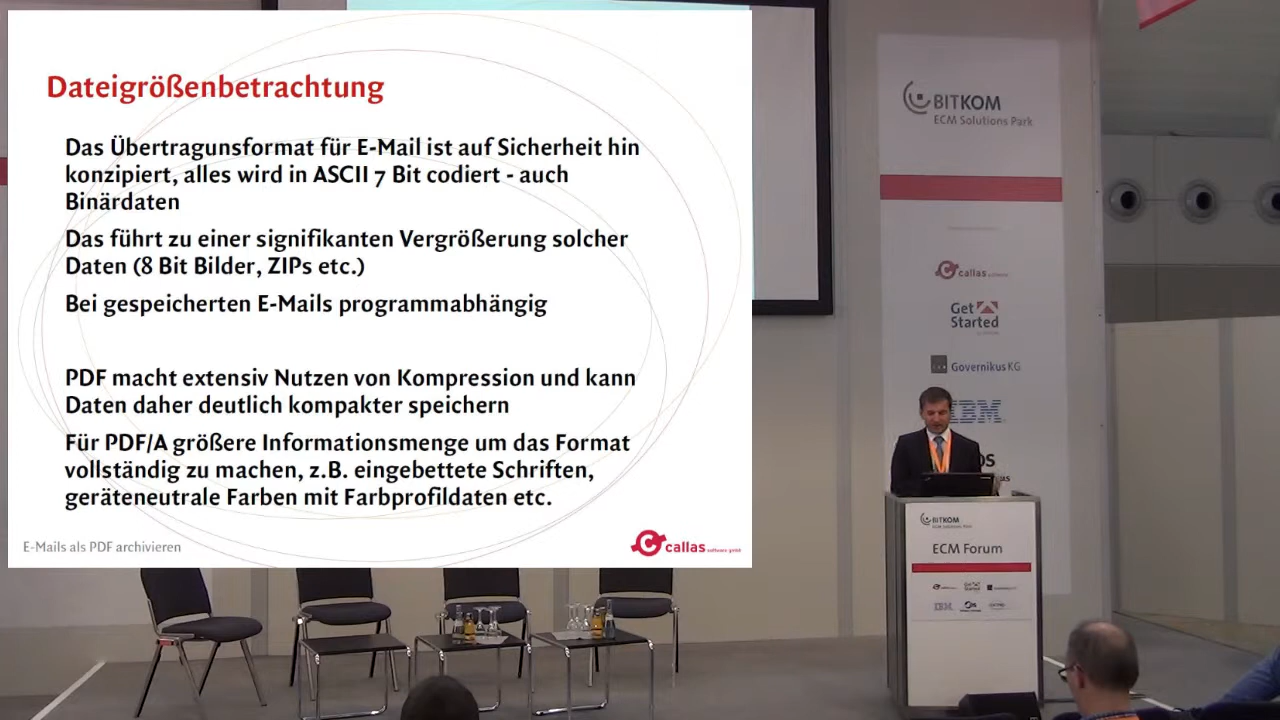 Dateigrößenbetrachtung
Das Übertragunsformat für E-Mail ist auf Sicherheit hin
konzipiert, alles wird in ASCII 7 Bit codiert - auch
Binärdaten
Das führt zu einer signifikanten Vergrößerung solcher
Daten (8 Bit Bilder, ZIPs etc.)
Bei gespeicherten E-Mails programmabhängig
PDF macht extensiv Nutzen von Kompression und kann
Daten daher deutlich kompakter speichern
Für PDF/A größere Informationsmenge um das Format
vollständig zu machen, z.B. eingebettete Schriften,
geräteneutrale Farben mit Farbprofildaten etc.
E-Mails als PDF archivieren
callas software gmbh
BITKOM
ECM Solutions Park
callas software
Get
Started
Governikus KG
IBM
BITKOM
ECM Solutions Park
ECM Forum
IBM